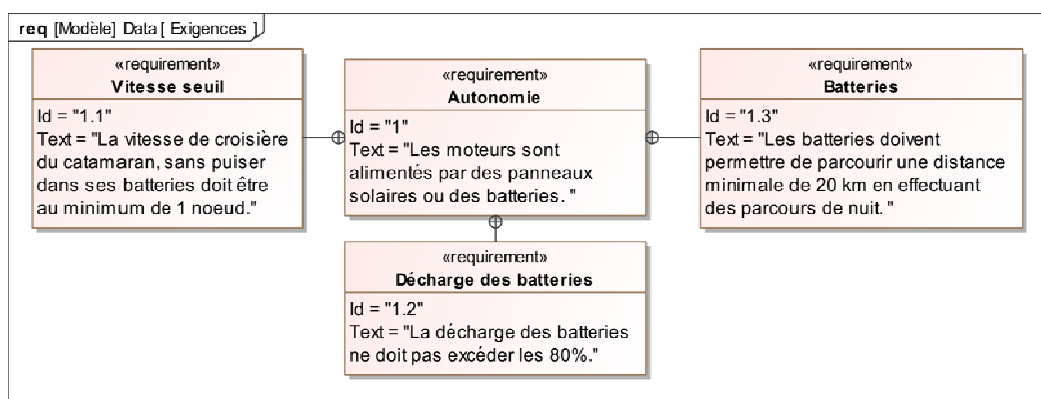 req [Modèle] Data [ Exigences ]
«requirement»
Vitesse seuil
Id = "1.1"
Text = "La vitesse de croisière
du catamaran, sans puiser
dans ses batteries doit être
au minimum de 1 noeud."
«requirement»
Autonomie
Id = "1"
Text = "Les moteurs sont
alimentés par des panneaux
solaires ou des batteries. "
«requirement»
Batteries
Id = "1.3"
Text = "Les batteries doivent
permettre de parcourir une distance
minimale de 20 km en effectuant
des parcours de nuit. "
«requirement»
Décharge des batteries
Id = "1.2"
Text = "La décharge des batteries
ne doit pas excéder les 80%."